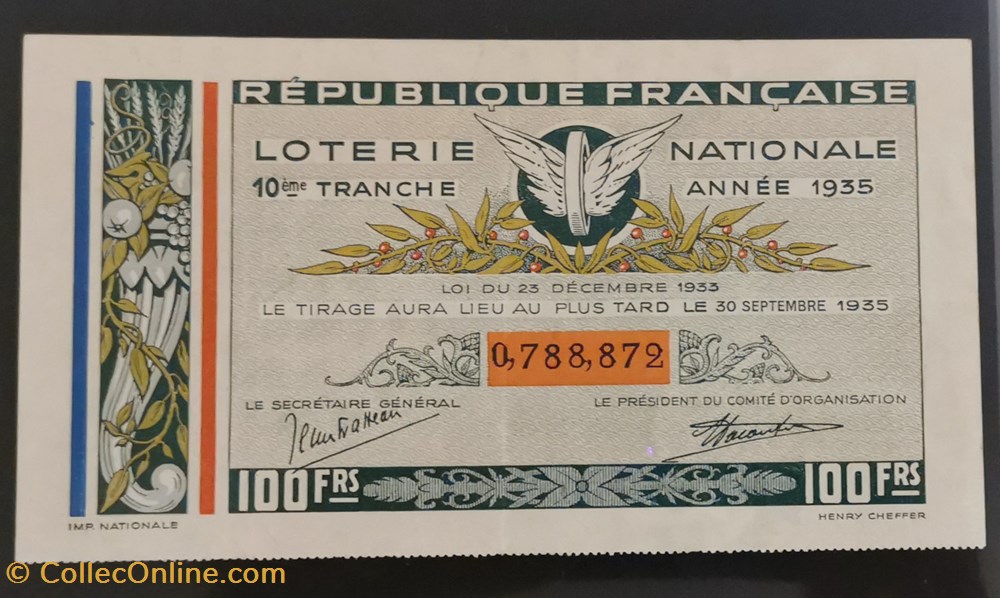 RÉPUBLIQUE FRANÇAISE
LOTERIE NATIONALE
10ème TRANCHE ANNÉE 1935
LOI DU 23 DÉCEMBRE 1933
LE TIRAGE AURA LIEU AU PLUS TARD LE 30 SEPTEMBRE 1935
0,788,872
LE SECRÉTAIRE GÉNÉRAL LE PRÉSIDENT DU COMITÉ D'ORGANISATION
100 FRS 100 FRS
IMP. NATIONALE HENRY CHEFFER
© CollecOnline.com